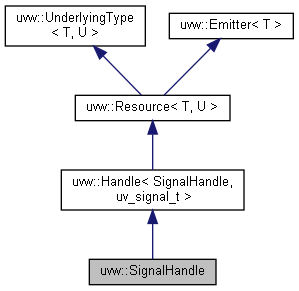 uvw::UnderlyingType
< T, U >
uvw::Emitter< T >
uvw::Resource< T, U >
uvw::Handle< SignalHandle,
uv_signal_t >
uvw::SignalHandle